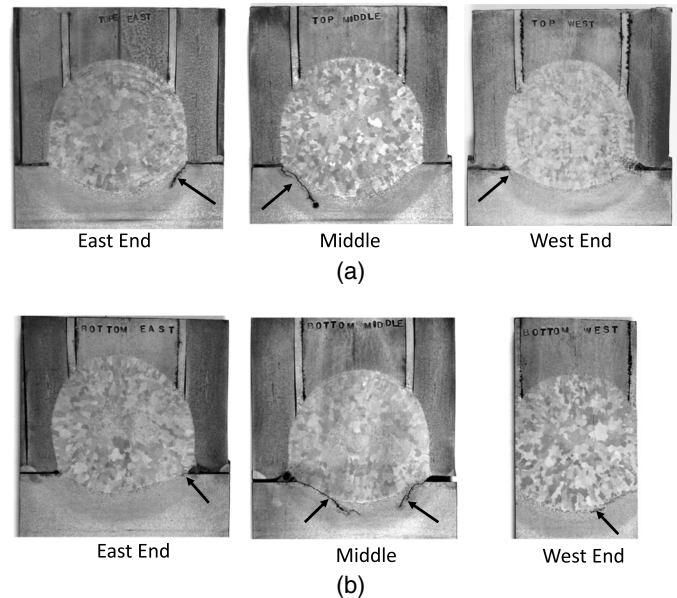 TOP EAST
TOP MIDDLE
TOP WEST
East End
Middle
West End
(a)
BOTTOM EAST
BOTTOM MIDDLE
BOTTOM WEST
East End
Middle
West End
(b)